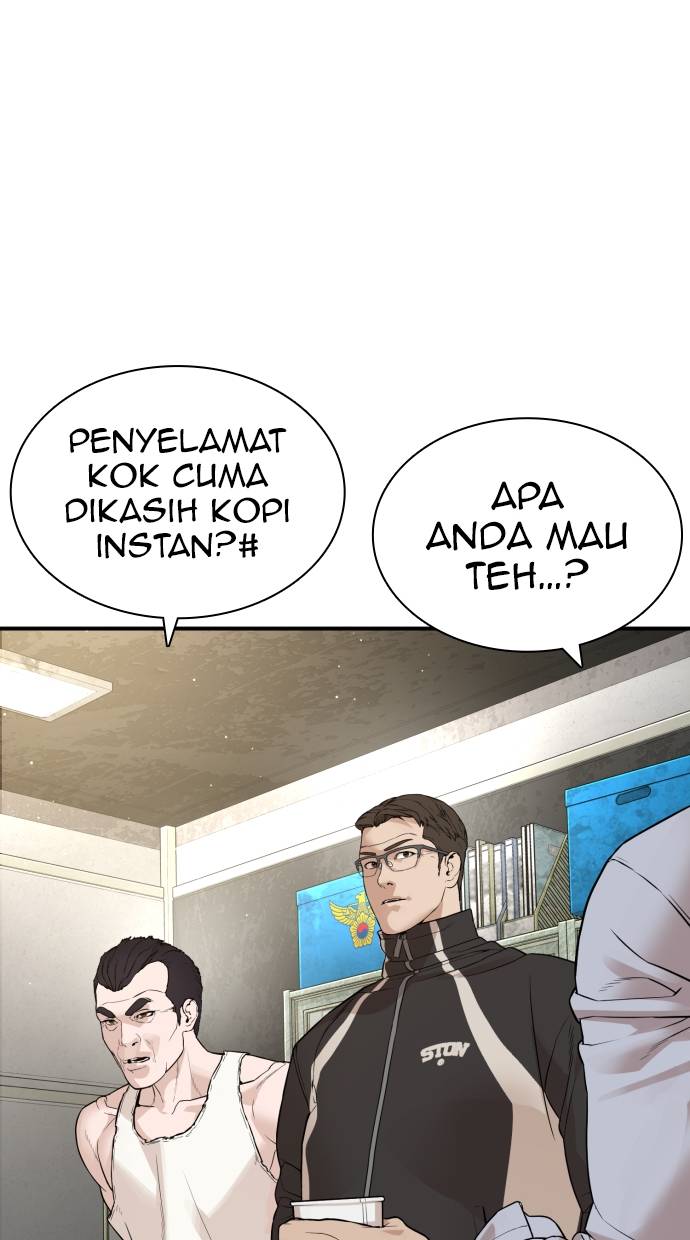 PENYELAMAT
KOK CUMA
DIKASIH KOPI
INSTAN?#
APA
ANDA MAU
TEH...?
STON